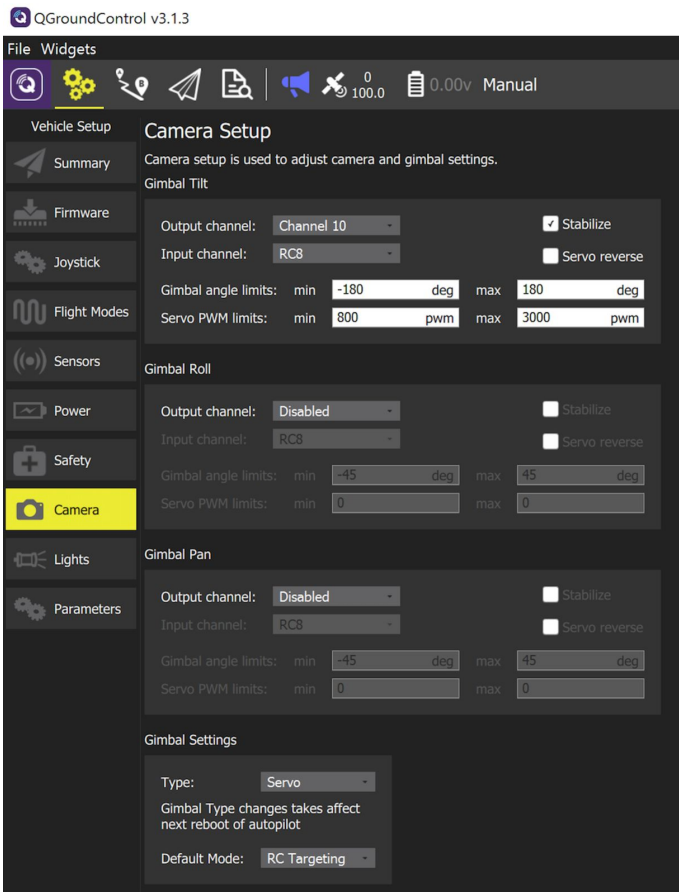 QGroundControl v3.1.3
File Widgets
0
100.0
0.00v Manual
Vehicle Setup
Summary
Firmware
Joystick
Flight Modes
Sensors
Power
Safety
Camera
Lights
Parameters
Camera Setup
Camera setup is used to adjust camera and gimbal settings.
Gimbal Tilt
Output channel: Channel 10 Stabilize
Input channel: RC8 Servo reverse
Gimbal angle limits: min -180 deg max 180 deg
Servo PWM limits: min 800 pwm max 3000 pwm
Gimbal Roll
Output channel: Disabled Stabilize
Input channel: RC8 Servo reverse
Gimbal angle limits: min -45 deg max 45 deg
Servo PWM limits: min 0 max 0
Gimbal Pan
Output channel: Disabled Stabilize
Input channel: RC8 Servo reverse
Gimbal angle limits: min -45 deg max 45 deg
Servo PWM limits: min 0 max 0
Gimbal Settings
Type: Servo
Gimbal Type changes takes affect
next reboot of autopilot
Default Mode: RC Targeting